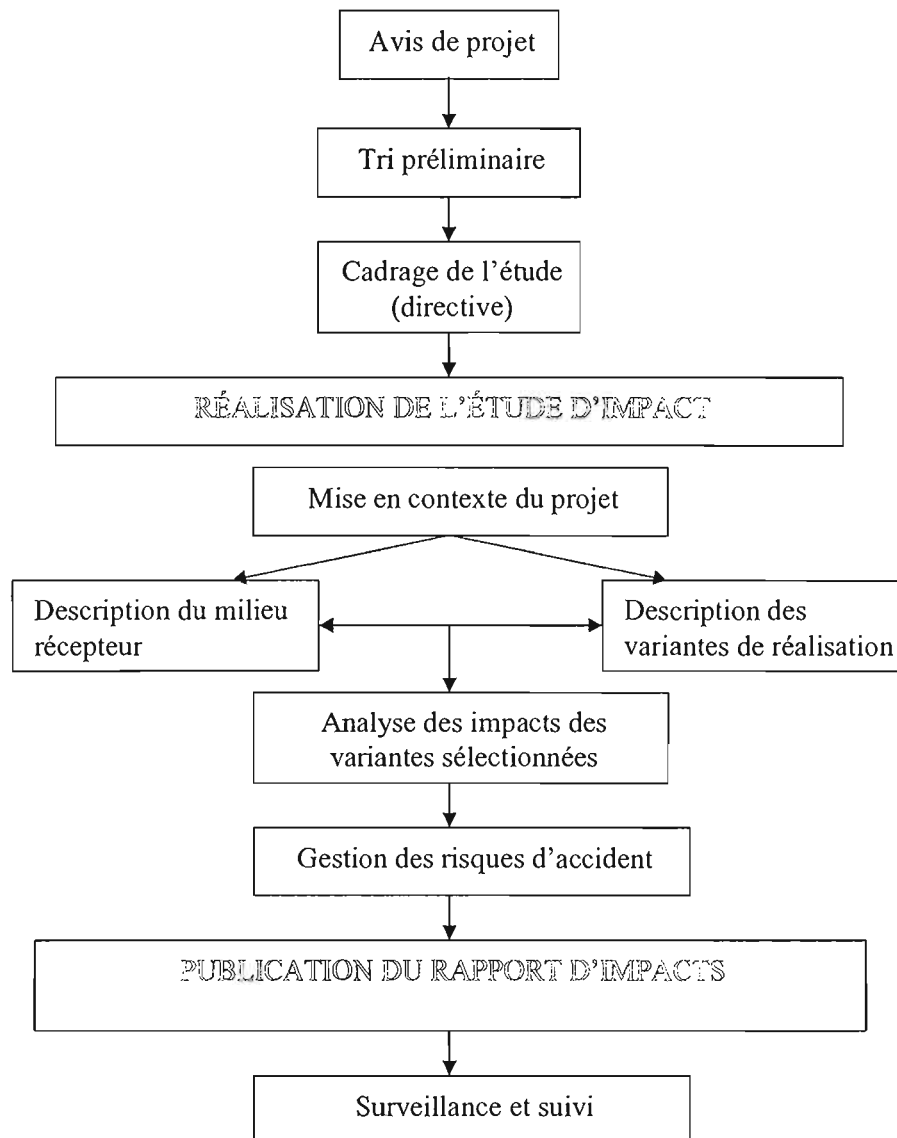 Avis de projet
Tri préliminaire
Cadrage de l'étude
(directive)
RÉALISATION DE L'ÉTUDE D'IMPACT
Mise en contexte du projet
Description du milieu
récepteur
Description des
variantes de réalisation
Analyse des impacts des
variantes sélectionnées
Gestion des risques d'accident
PUBLICATION DU RAPPORT D'IMPACTS
Surveillance et suivi